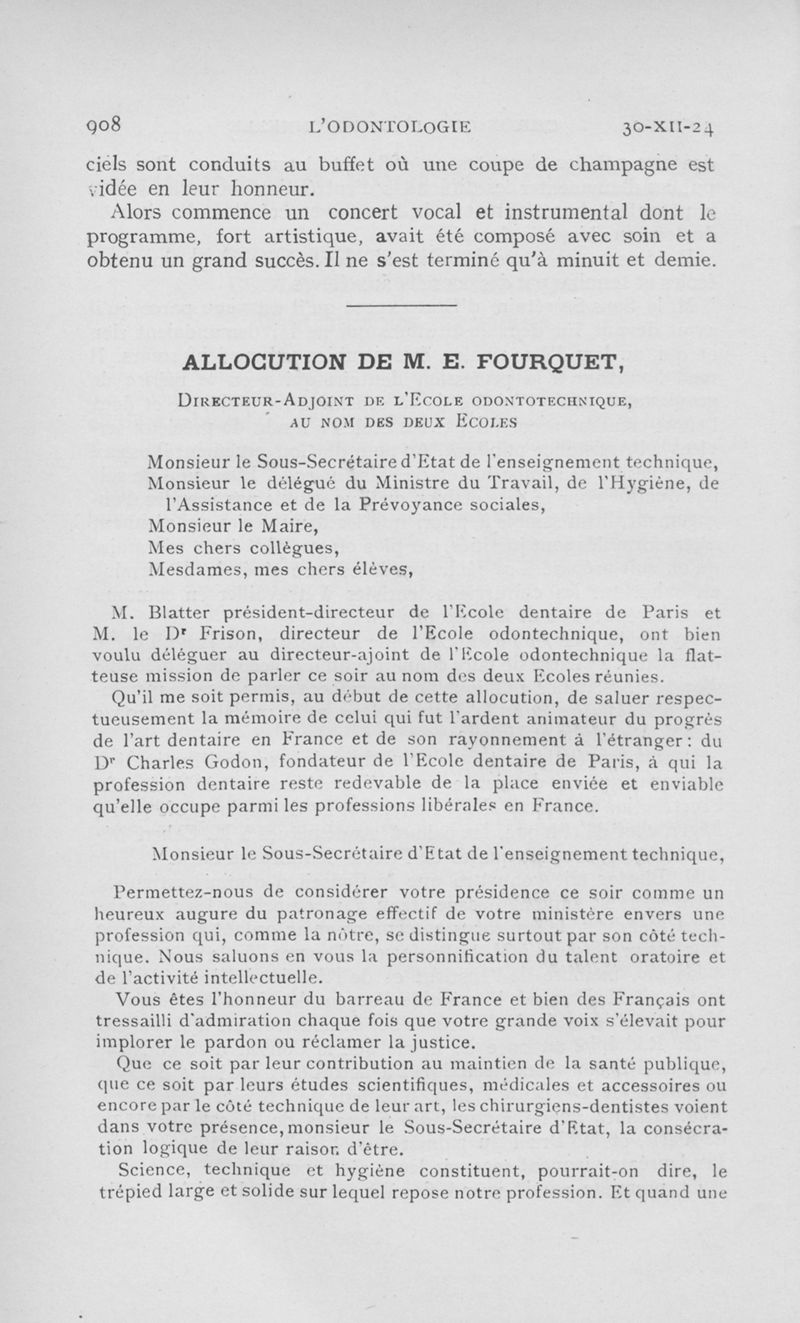 908 L'ODONTOLOGIE 30-XII-24
ciels sont conduits au buffet où une coupe de champagne est
vidée en leur honneur.
Alors commence un concert vocal et instrumental dont le
programme, fort artistique, avait été composé avec soin et a
obtenu un grand succès. Il ne s'est terminé qu'à minuit et demie.
ALLOCUTION DE M. E. FOURQUET,
DIRECTEUR-ADJOINT DE L'ECOLE ODONTOTECHNIQUE,
AU NOM DES DEUX ECOLES
Monsieur le Sous-Secrétaire d'Etat de l'enseignement technique,
Monsieur le délégué du Ministre du Travail, de l'Hygiène, de
l'Assistance et de la Prévoyance sociales,
Monsieur le Maire,
Mes chers collègues,
Mesdames, mes chers élèves,
M. Blatter président-directeur de l'Ecole dentaire de Paris et
M. le Dr Frison, directeur de l'Ecole odontechnique, ont bien
voulu déléguer au directeur-ajoint de l'Ecole odontechnique la flat-
teuse mission de parler ce soir au nom des deux Ecoles réunies.
Qu'il me soit permis, au début de cette allocution, de saluer respec-
tueusement la mémoire de celui qui fut l'ardent animateur du progrès
de l'art dentaire en France et de son rayonnement à l'étranger : du
Dr Charles Godon, fondateur de l'Ecole dentaire de Paris, à qui la
profession dentaire reste redevable de la place enviée et enviable
qu'elle occupe parmi les professions libérales en France.
Monsieur le Sous-Secrétaire d'Etat de l'enseignement technique,
Permettez-nous de considérer votre présidence ce soir comme un
heureux augure du patronage effectif de votre ministère envers une
profession qui, comme la nôtre, se distingue surtout par son côté tech-
nique. Nous saluons en vous la personnification du talent oratoire et
de l'activité intellectuelle.
Vous êtes l'honneur du barreau de France et bien des Français ont
tressailli d'admiration chaque fois que votre grande voix s'élevait pour
implorer le pardon ou réclamer la justice.
Que ce soit par leur contribution au maintien de la santé publique,
que ce soit par leurs études scientifiques, médicales et accessoires ou
encore par le côté technique de leur art, les chirurgiens-dentistes voient
dans votre présence, monsieur le Sous-Secrétaire d'Etat, la consécra-
tion logique de leur raison d'être.
Science, technique et hygiène constituent, pourrait-on dire, le
trépied large et solide sur lequel repose notre profession. Et quand une